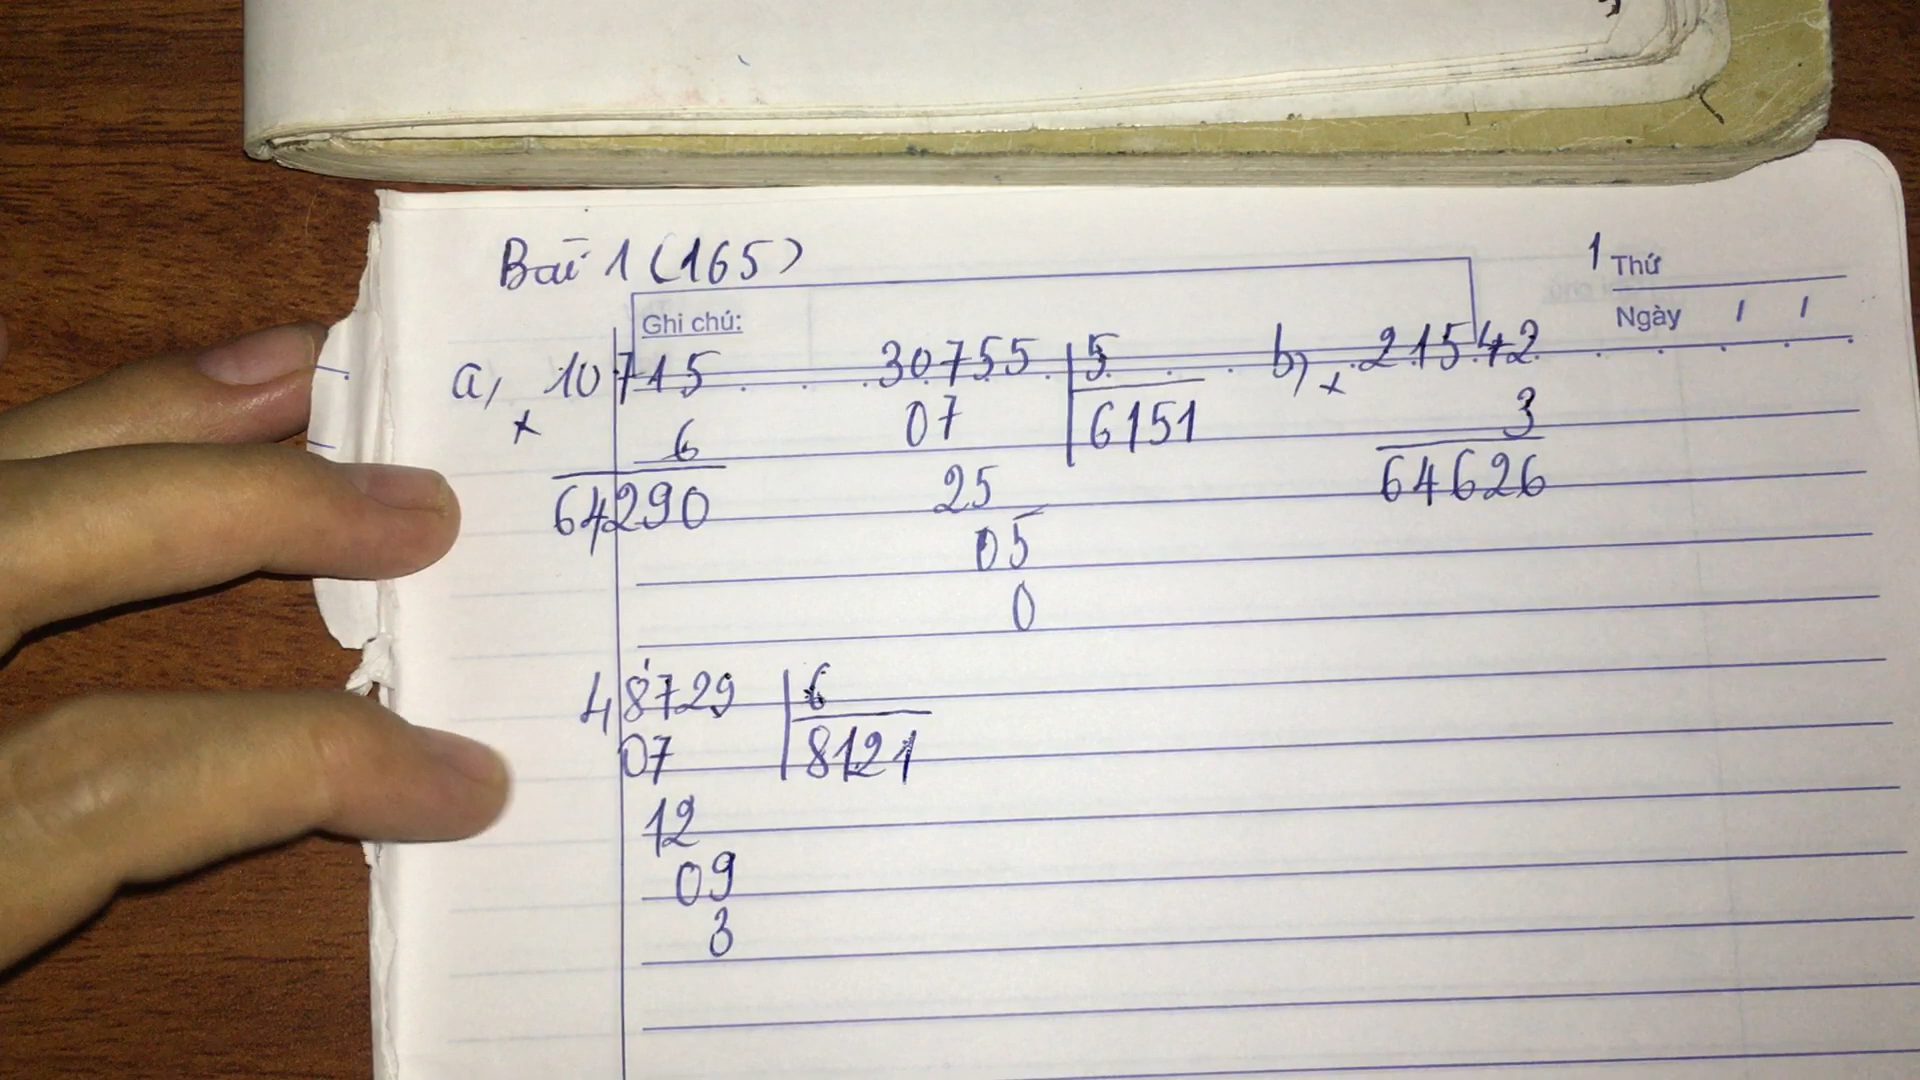 Bài 1 (165)
1 Thứ
Ghi chú:
Ngày / /
a, 10715 30755 5 b) 21542
x 6 07 6151 x 3
64290 25 64626
05
0
48729 6
07 8121
12
09
3